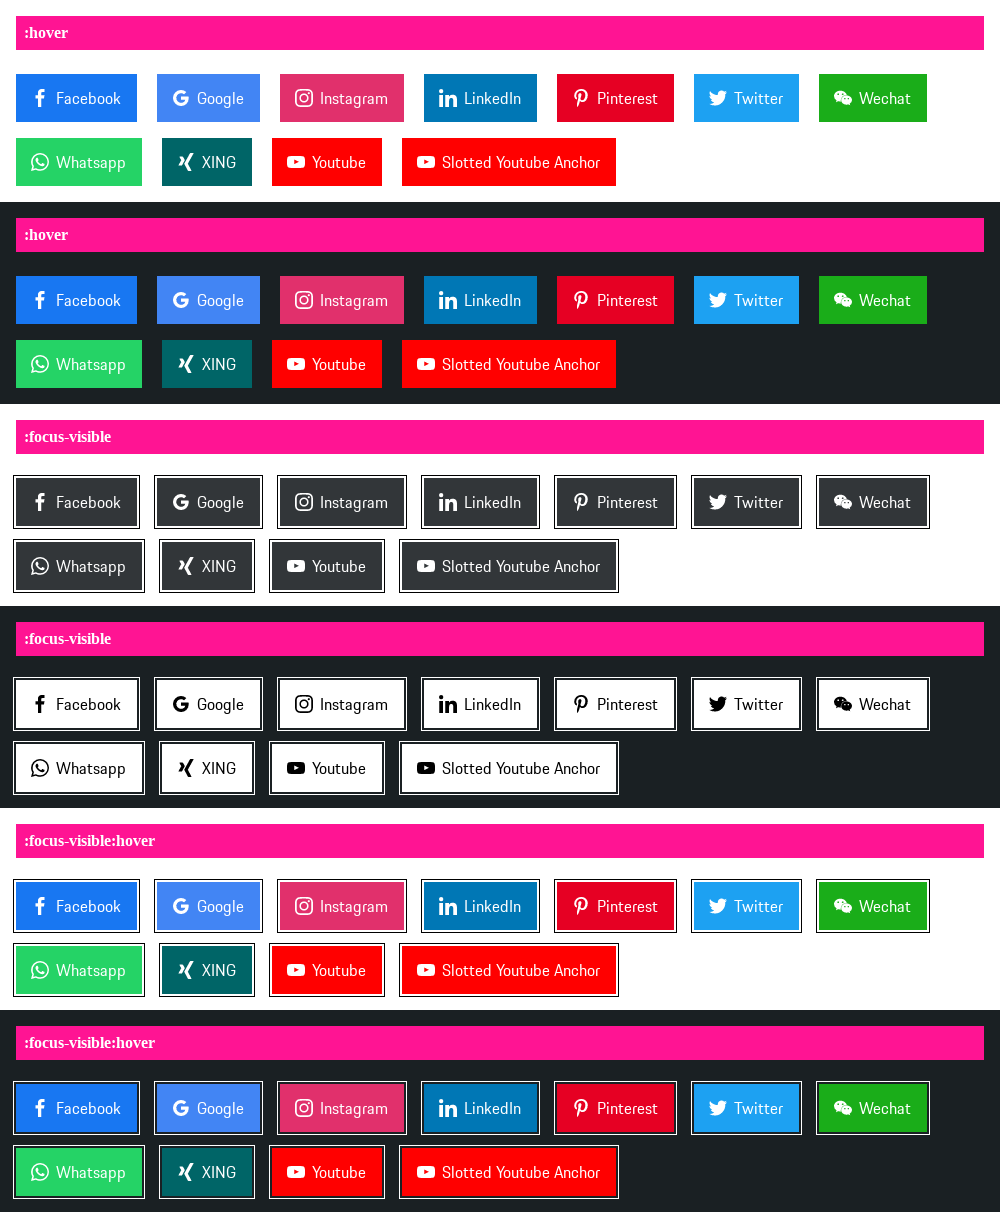 :hover
Facebook Google Instagram LinkedIn Pinterest Twitter Wechat
Whatsapp XING Youtube Slotted Youtube Anchor
:hover
Facebook Google Instagram LinkedIn Pinterest Twitter Wechat
Whatsapp XING Youtube Slotted Youtube Anchor
:focus-visible
Facebook Google Instagram LinkedIn Pinterest Twitter Wechat
Whatsapp XING Youtube Slotted Youtube Anchor
:focus-visible
Facebook Google Instagram LinkedIn Pinterest Twitter Wechat
Whatsapp XING Youtube Slotted Youtube Anchor
:focus-visible:hover
Facebook Google Instagram LinkedIn Pinterest Twitter Wechat
Whatsapp XING Youtube Slotted Youtube Anchor
:focus-visible:hover
Facebook Google Instagram LinkedIn Pinterest Twitter Wechat
Whatsapp XING Youtube Slotted Youtube Anchor